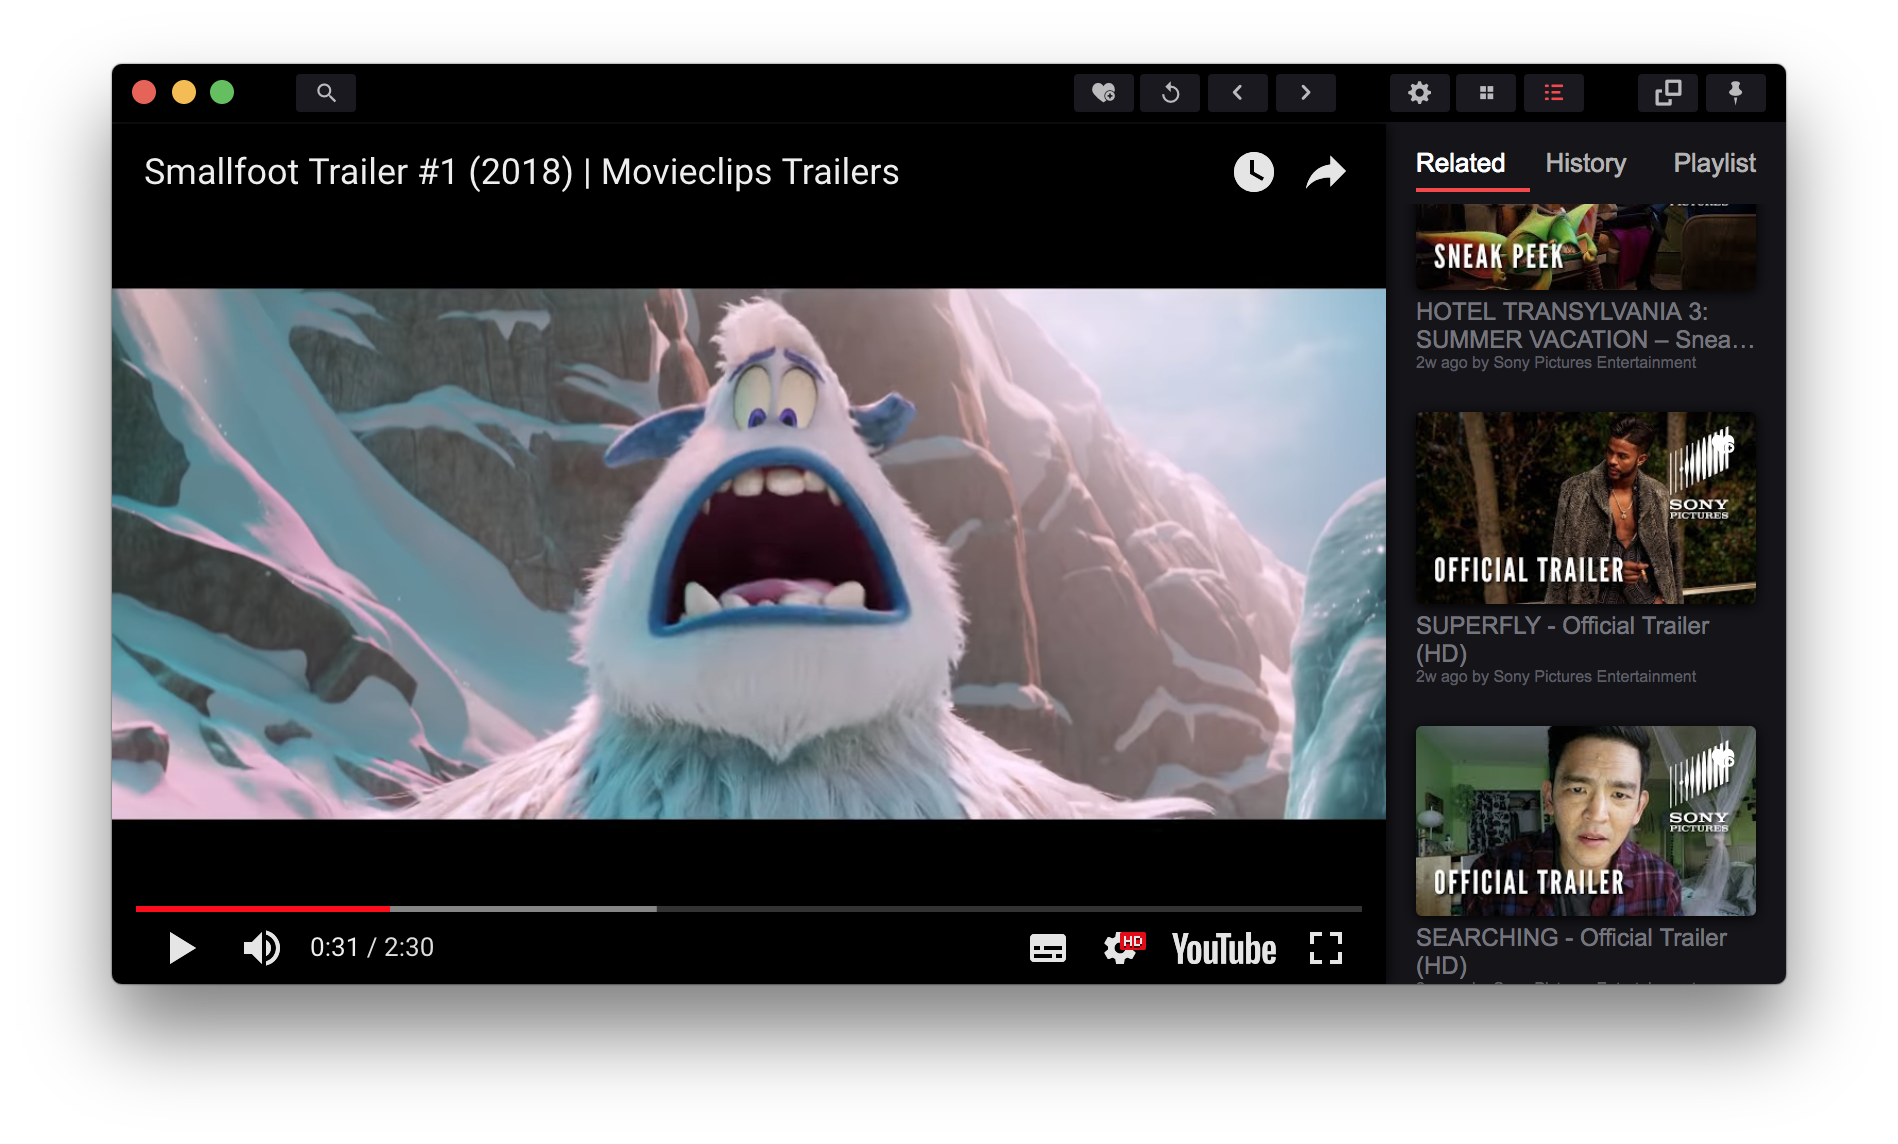 Smallfoot Trailer #1 (2018) | Movieclips Trailers
Related
History
Playlist
SNEAK PEEK
HOTEL TRANSYLVANIA 3:
SUMMER VACATION – Snea…
2w ago by Sony Pictures Entertainment
SONY
PICTURES
OFFICIAL TRAILER
SUPERFLY - Official Trailer
(HD)
2w ago by Sony Pictures Entertainment
SONY
PICTURES
OFFICIAL TRAILER
SEARCHING - Official Trailer
(HD)
0:31 / 2:30
HD
YouTube